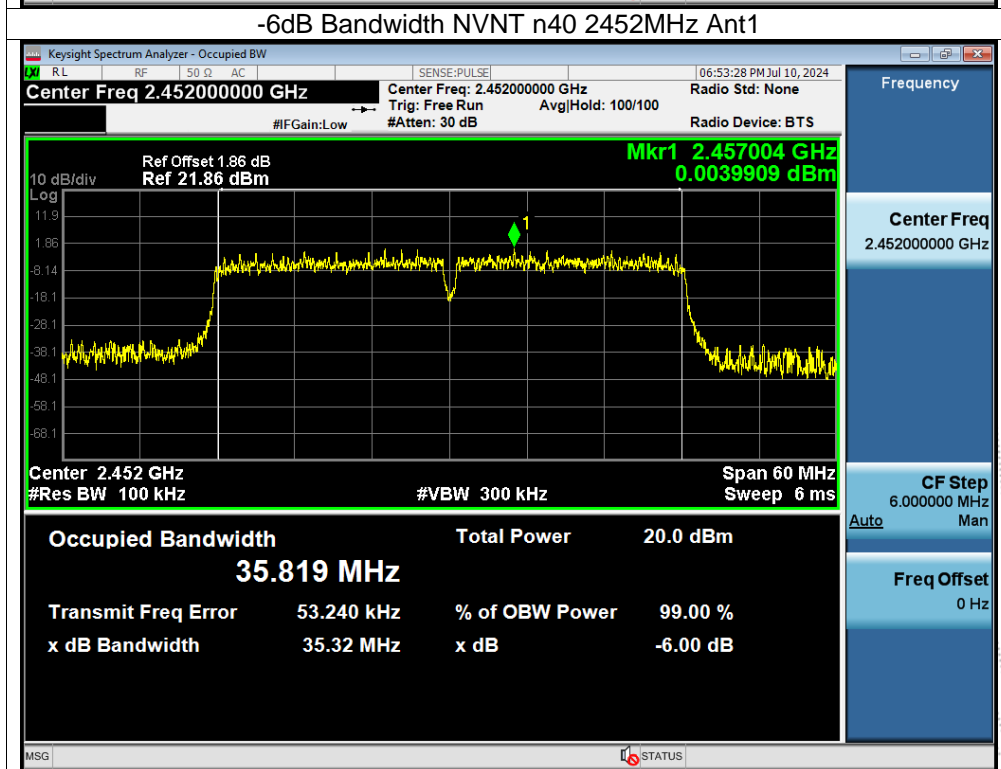 -6dB Bandwidth NVNT n40 2452MHz Ant1
Keysight Spectrum Analyzer - Occupied BW
LXI RL RF 50 Ω AC SENSE:PULSE 06:53:28 PM Jul 10, 2024
Center Freq 2.452000000 GHz
Center Freq: 2.452000000 GHz
Radio Std: None
Trig: Free Run Avg|Hold: 100/100
#IFGain:Low #Atten: 30 dB Radio Device: BTS
Frequency
Mkr1 2.457004 GHz
0.0039909 dBm
Ref Offset 1.86 dB
10 dB/div Ref 21.86 dBm
Log
11.9
1
1.86
-8.14
-18.1
-28.1
-38.1
-48.1
-58.1
-68.1
Center 2.452 GHz Span 60 MHz
#Res BW 100 kHz #VBW 300 kHz Sweep 6 ms
Center Freq
2.452000000 GHz
CF Step
6.000000 MHz
Auto Man
Freq Offset
0 Hz
Occupied Bandwidth Total Power 20.0 dBm
35.819 MHz
Transmit Freq Error 53.240 kHz % of OBW Power 99.00 %
x dB Bandwidth 35.32 MHz x dB -6.00 dB
MSG STATUS